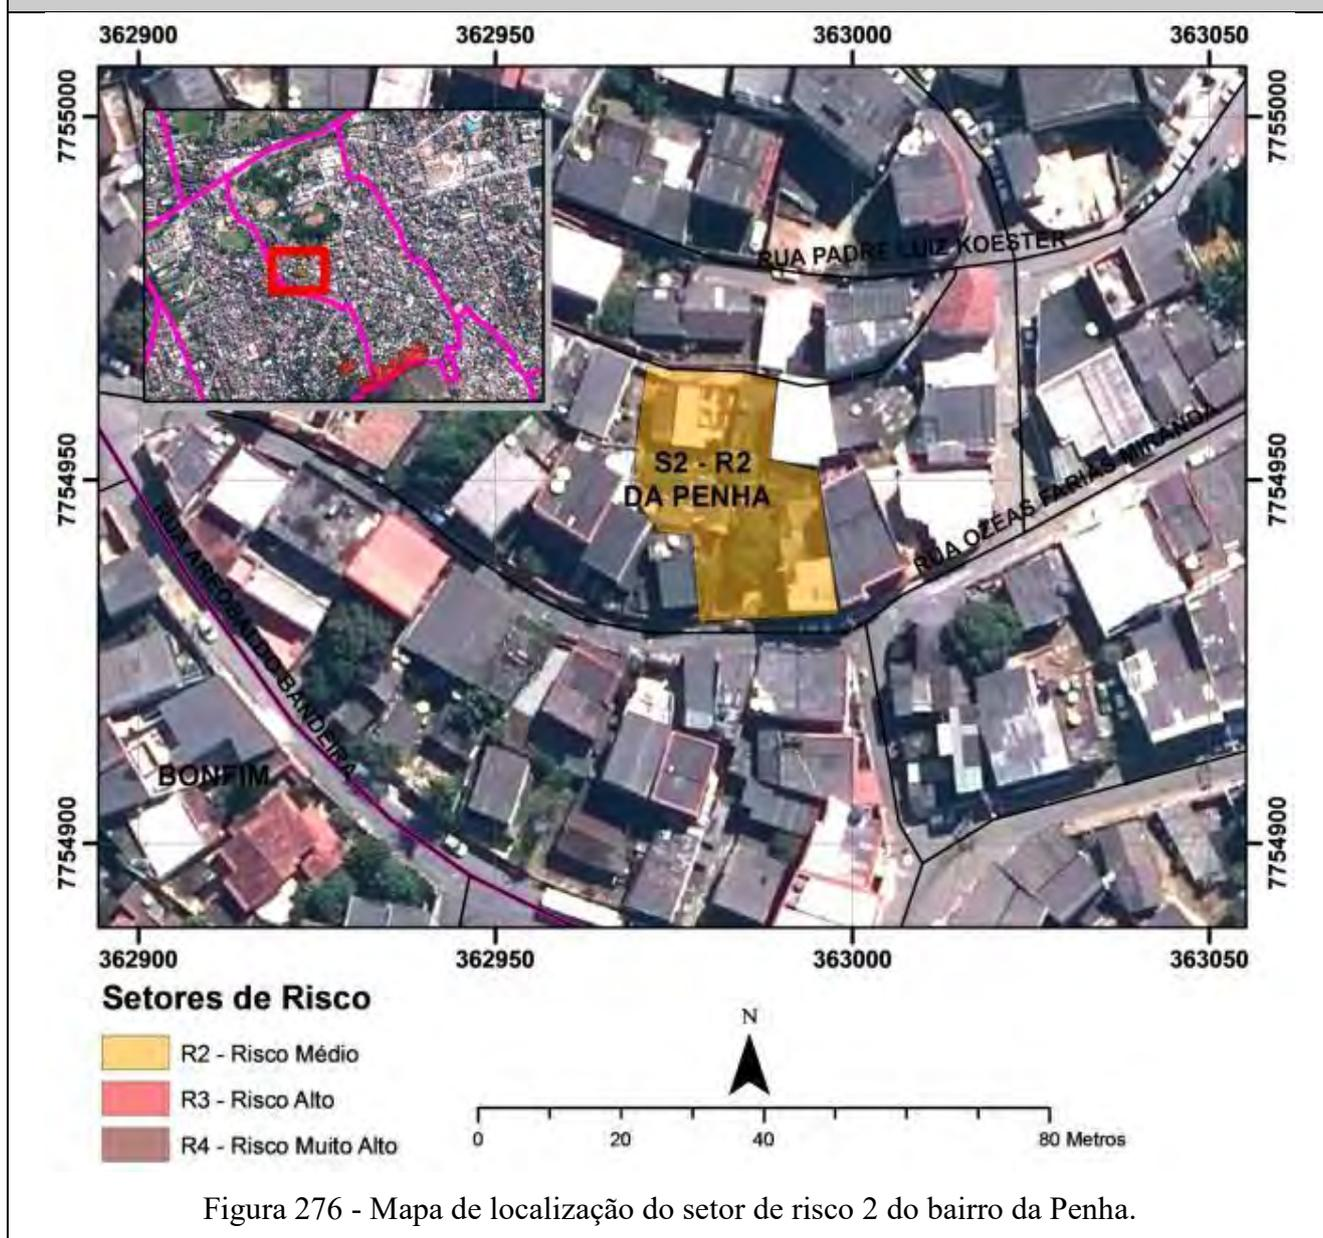 362900 362950 363000 363050
7755000 7755000
RUA PADRE LUIZ KOESTER
7754950 7754950
S2 - R2
DA PENHA
RUA OZÉAS FARIAS MIRANDA
RUA AREOBALDO BANDEIRA
BONFIM
7754900 7754900
362900 362950 363000 363050
Setores de Risco
R2 - Risco Médio
R3 - Risco Alto
R4 - Risco Muito Alto
N
0 20 40 80 Metros
Figura 276 - Mapa de localização do setor de risco 2 do bairro da Penha.